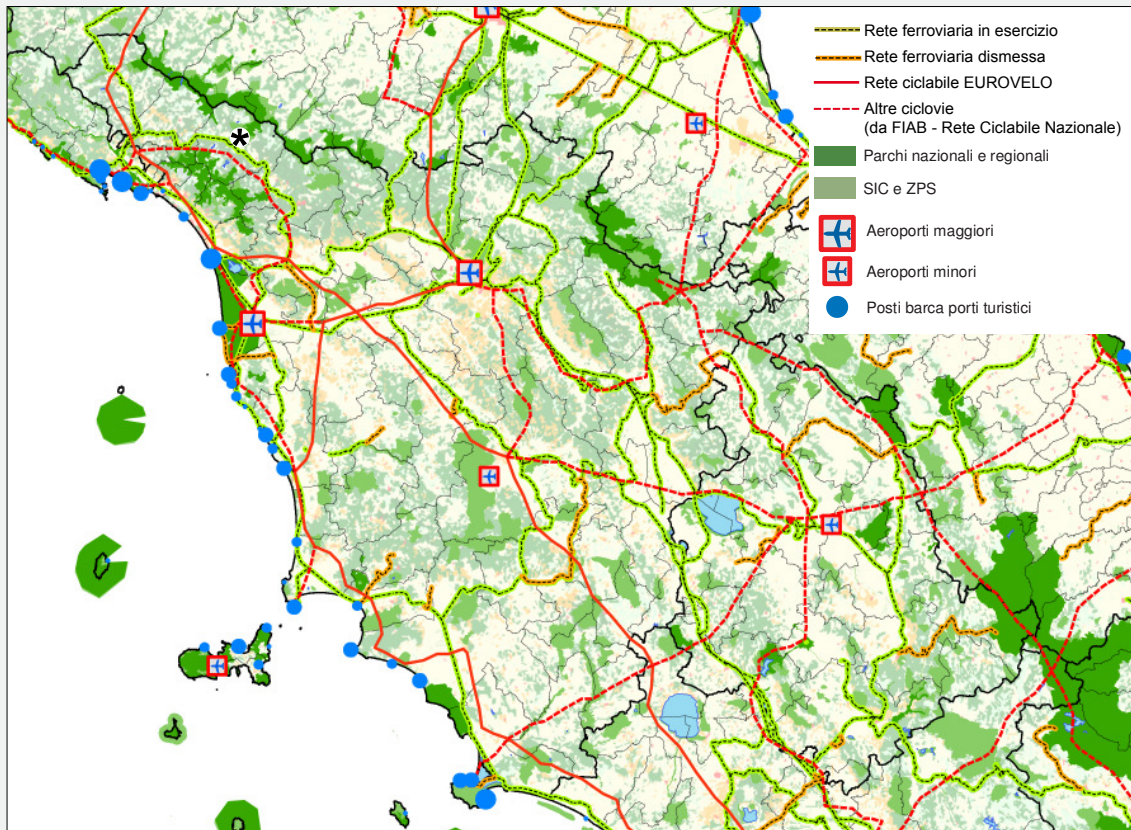 Rete ferroviaria in esercizio
Rete ferroviaria dismessa
Rete ciclabile EUROVELO
Altre ciclovie
(da FIAB - Rete Ciclabile Nazionale)
Parchi nazionali e regionali
SIC e ZPS
Aeroporti maggiori
Aeroporti minori
Posti barca porti turistici
*